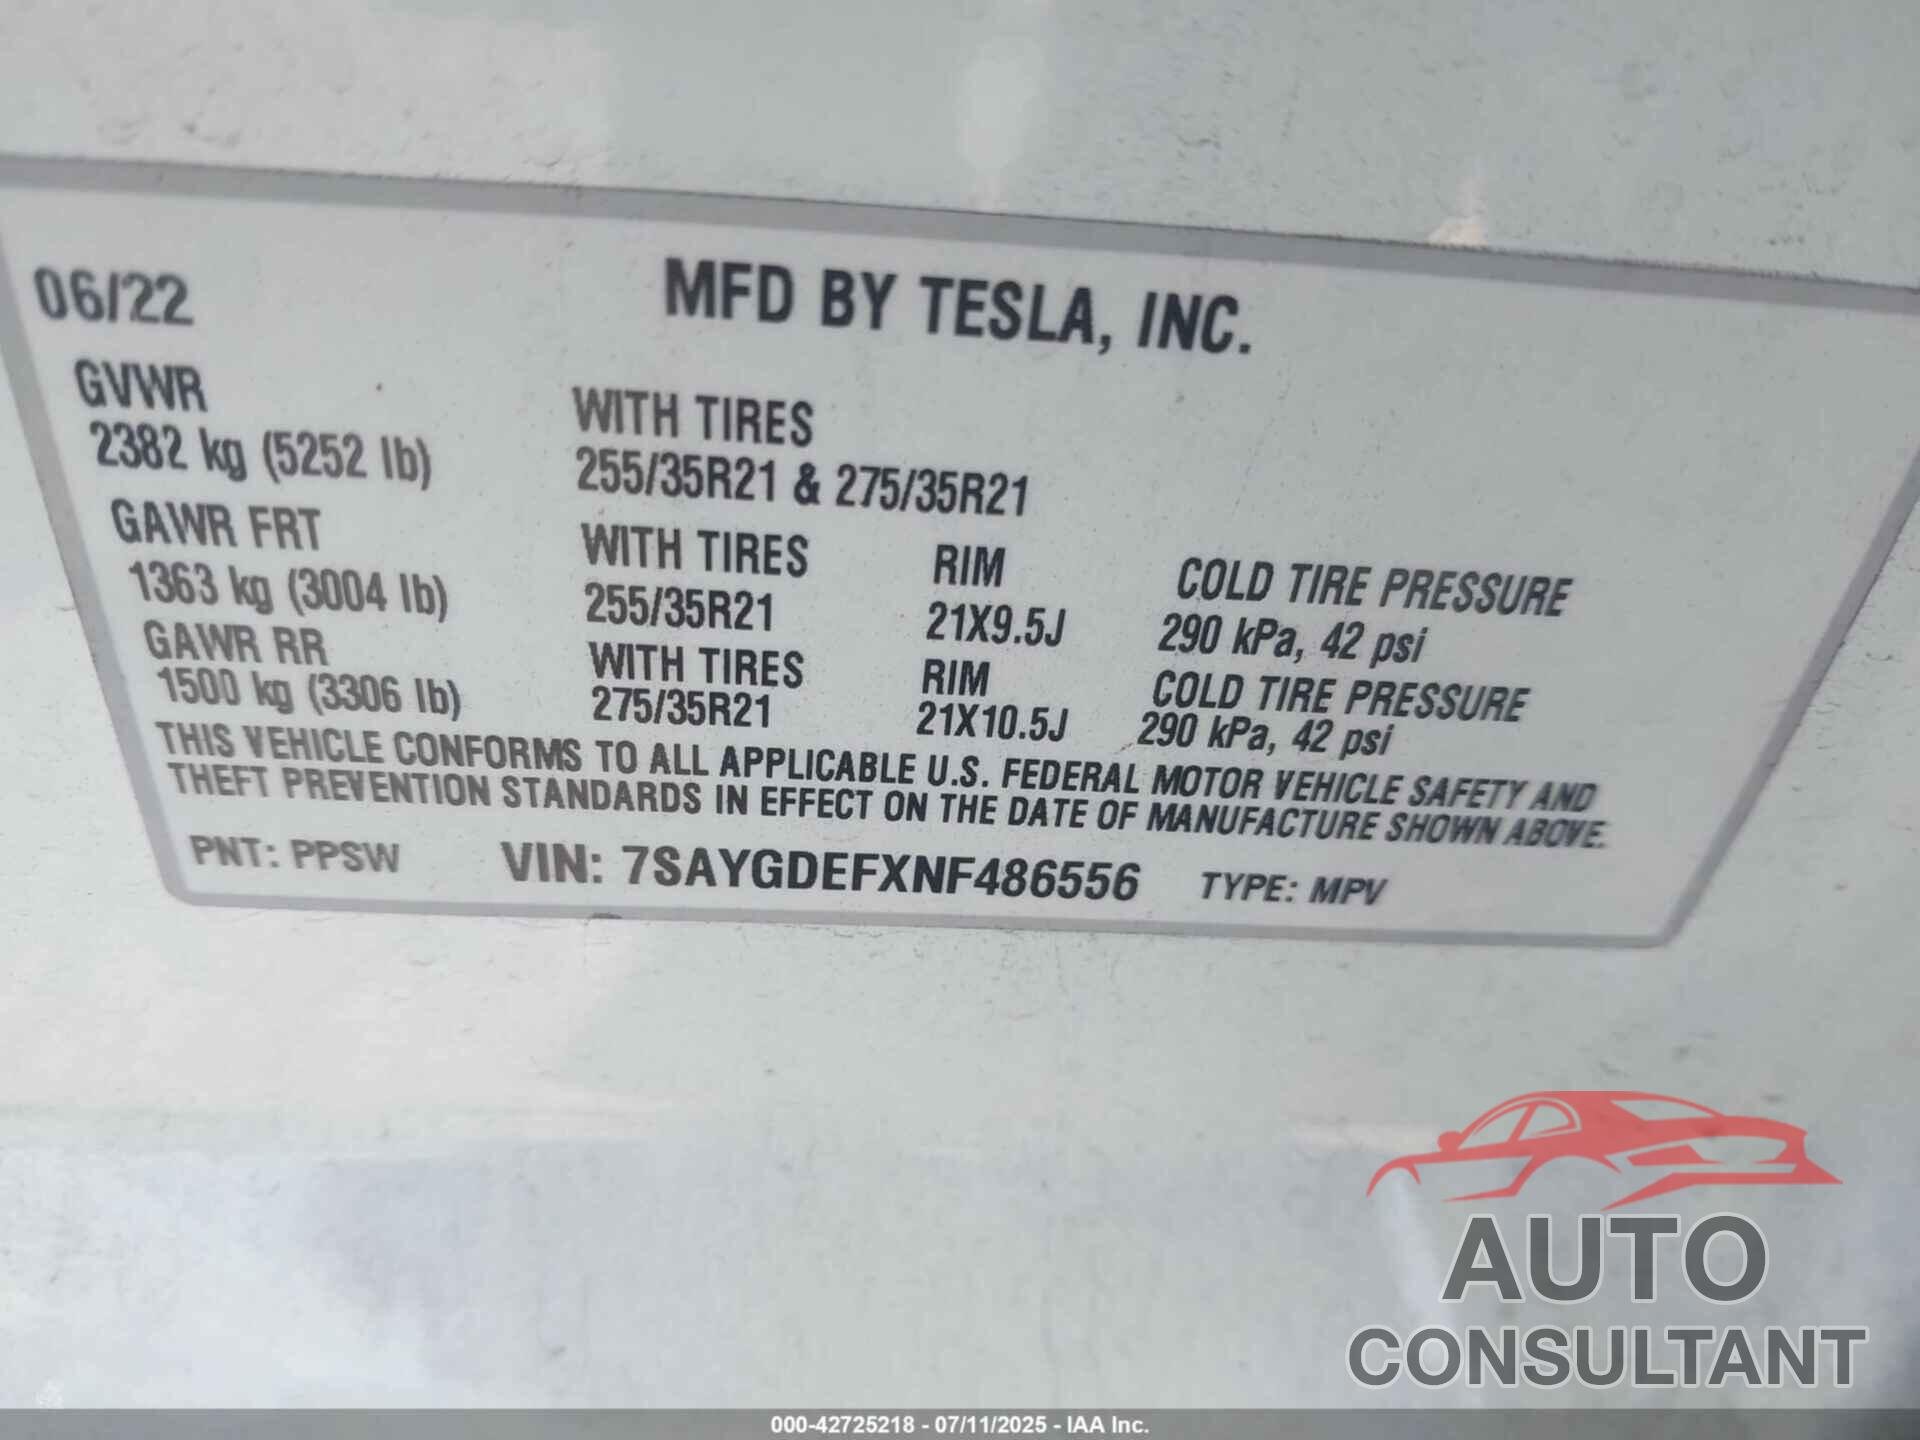 06/22 MFD BY TESLA, INC.
GVWR WITH TIRES
2382 kg (5252 lb) 255/35R21 & 275/35R21
GAWR FRT WITH TIRES RIM COLD TIRE PRESSURE
1363 kg (3004 lb) 255/35R21 21X9.5J 290 kPa, 42 psi
GAWR RR WITH TIRES RIM COLD TIRE PRESSURE
1500 kg (3306 lb) 275/35R21 21X10.5J 290 kPa, 42 psi
THIS VEHICLE CONFORMS TO ALL APPLICABLE U.S. FEDERAL MOTOR VEHICLE SAFETY AND
THEFT PREVENTION STANDARDS IN EFFECT ON THE DATE OF MANUFACTURE SHOWN ABOVE.
PNT: PPSW VIN: 7SAYGDEFXNF486556 TYPE: MPV
AUTO
CONSULTANT
000-42725218 - 07/11/2025 - IAA Inc.